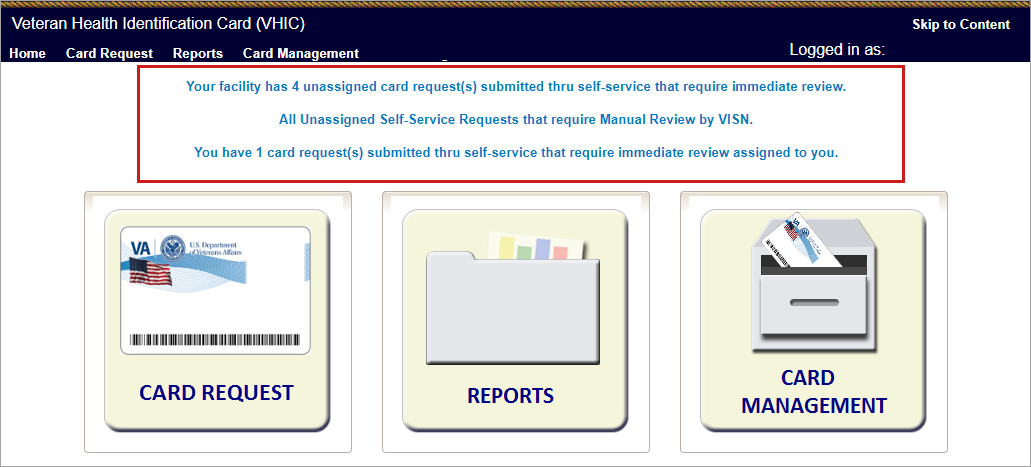 Veteran Health Identification Card (VHIC)
Skip to Content
Home Card Request Reports Card Management
Logged in as:
Your facility has 4 unassigned card request(s) submitted thru self-service that require immediate review.
All Unassigned Self-Service Requests that require Manual Review by VISN.
You have 1 card request(s) submitted thru self-service that require immediate review assigned to you.
VA
U.S. Department
of Veterans Affairs
CARD REQUEST
REPORTS
CARD
MANAGEMENT